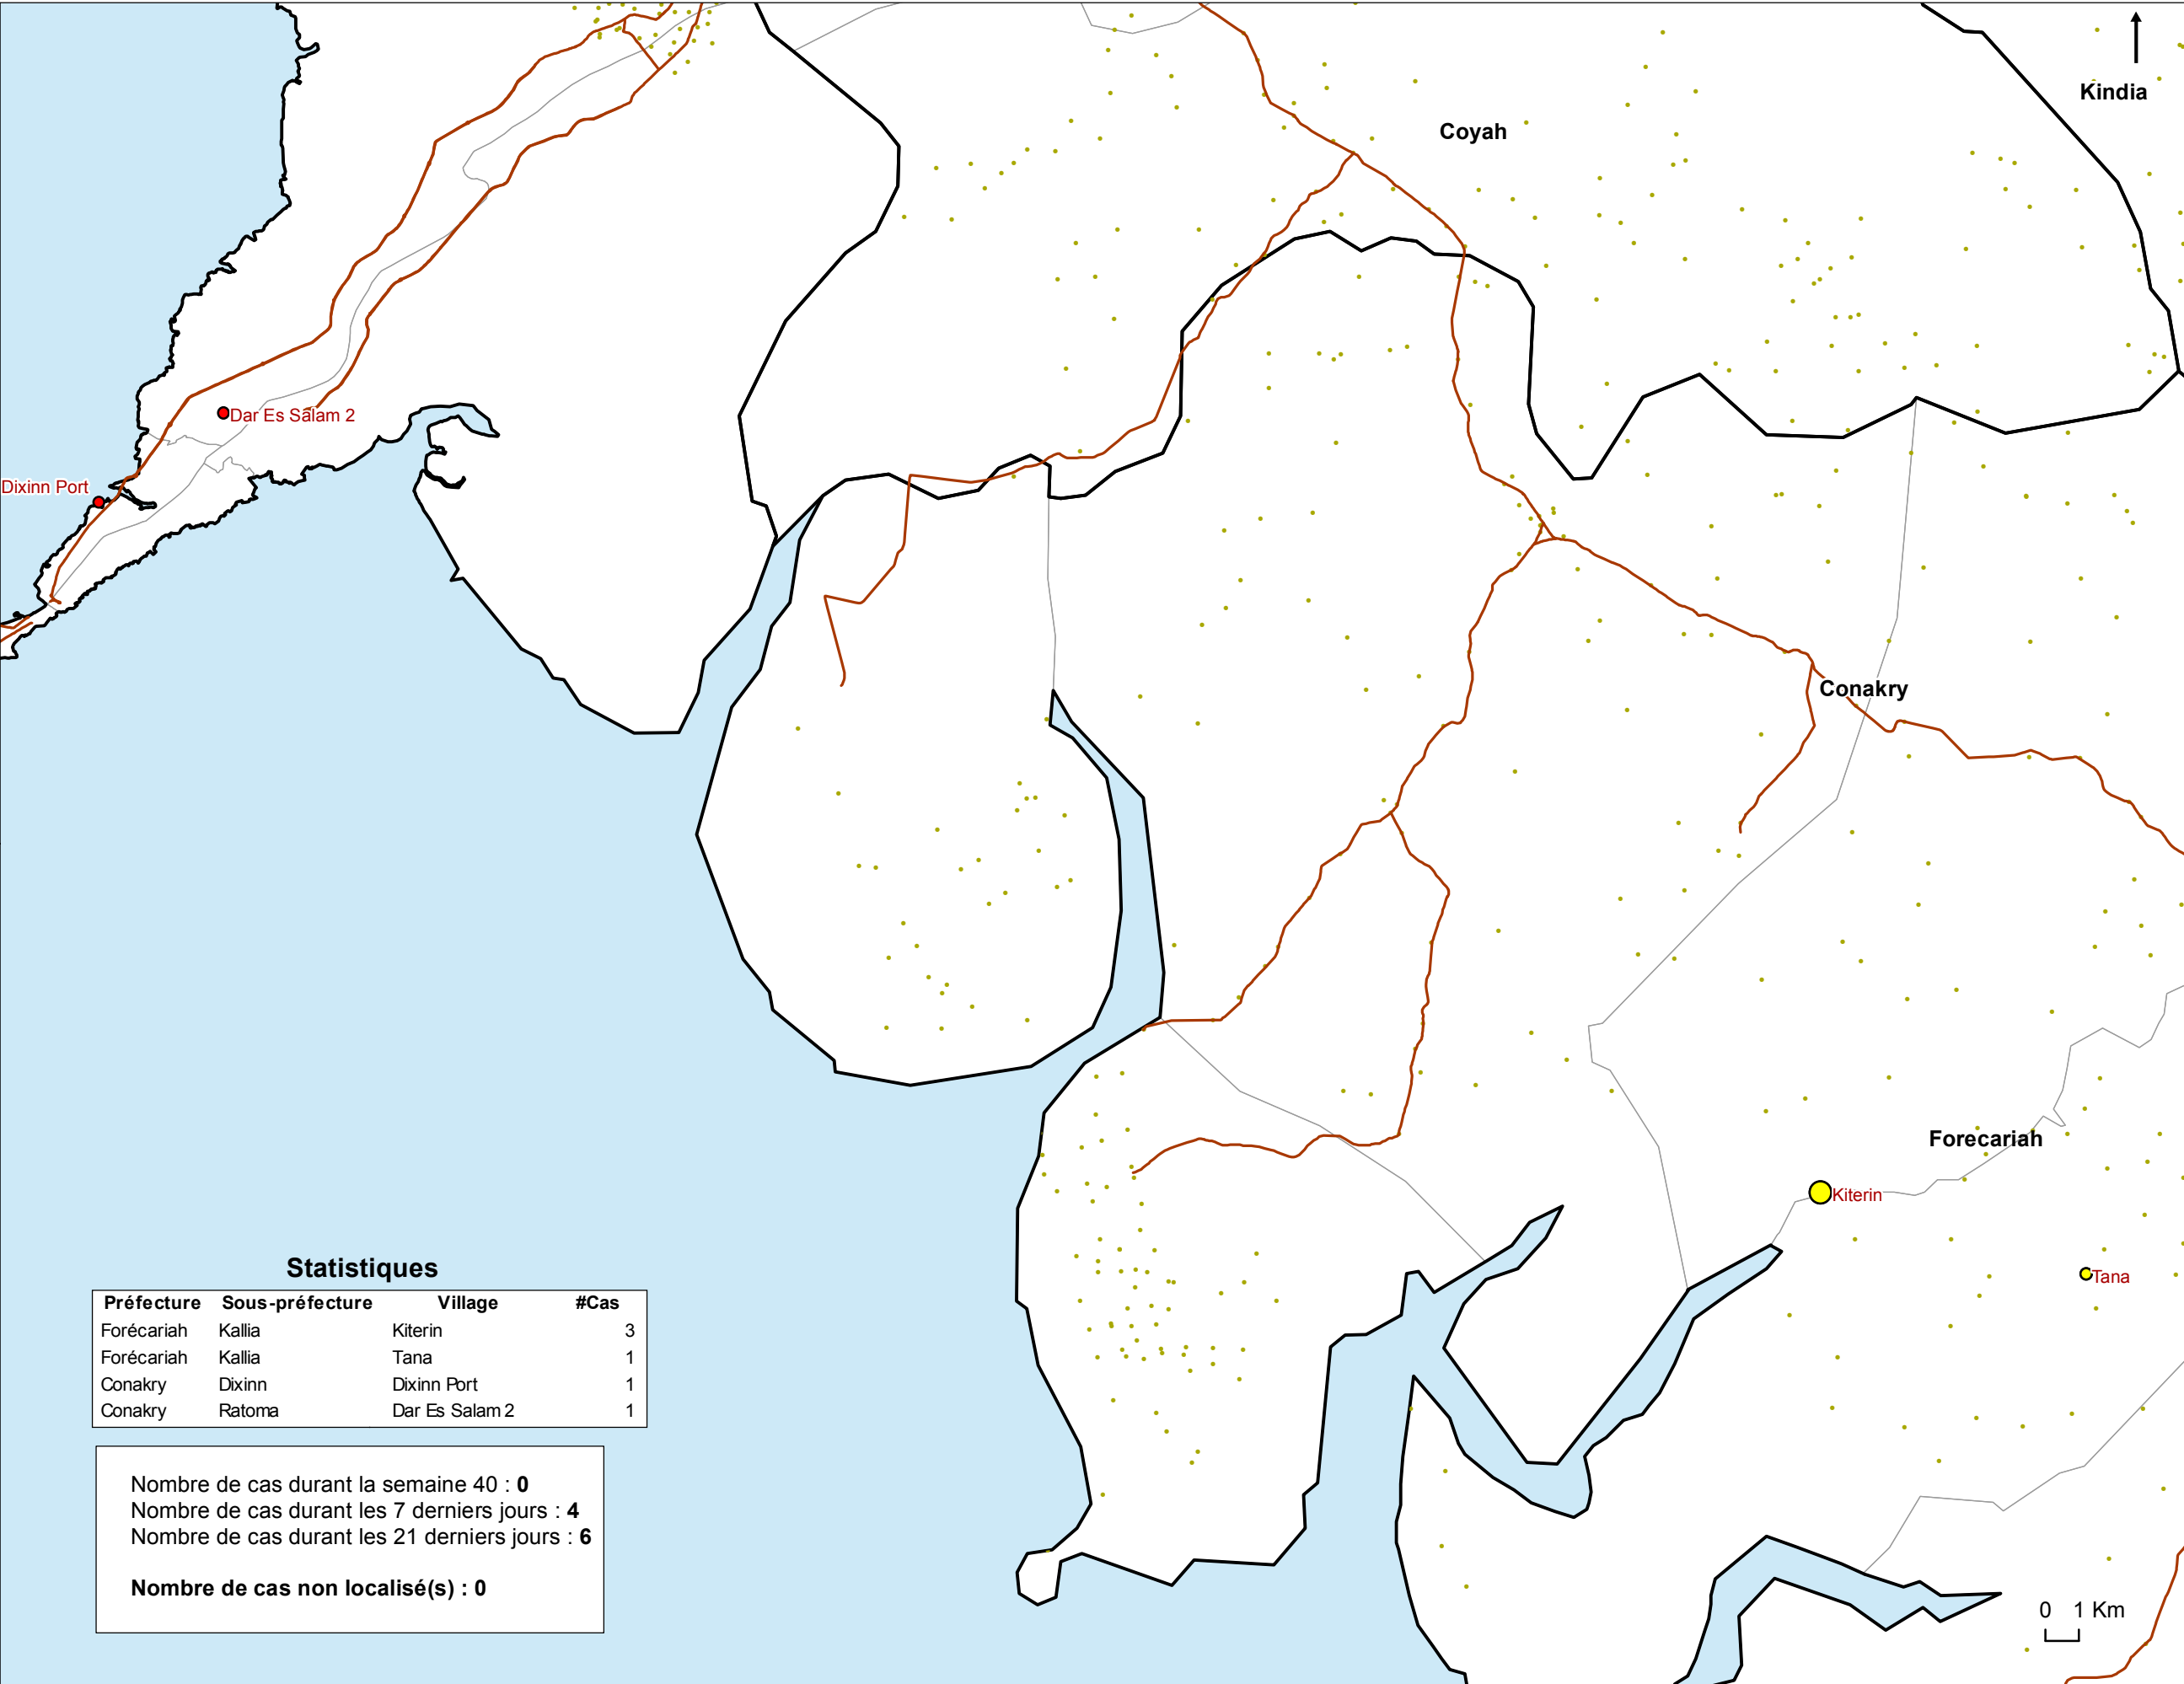 Kindia
Coyah
Dar Es Salam 2
Dixinn Port
Conakry
Forecariah
Kiterin
Tana
Statistiques
Préfecture Sous-préfecture Village #Cas
Forécariah Kallia Kiterin 3
Forécariah Kallia Tana 1
Conakry Dixinn Dixinn Port 1
Conakry Ratoma Dar Es Salam 2 1
Nombre de cas durant la semaine 40 : 0
Nombre de cas durant les 7 derniers jours : 4
Nombre de cas durant les 21 derniers jours : 6
Nombre de cas non localisé(s) : 0
0 1 Km